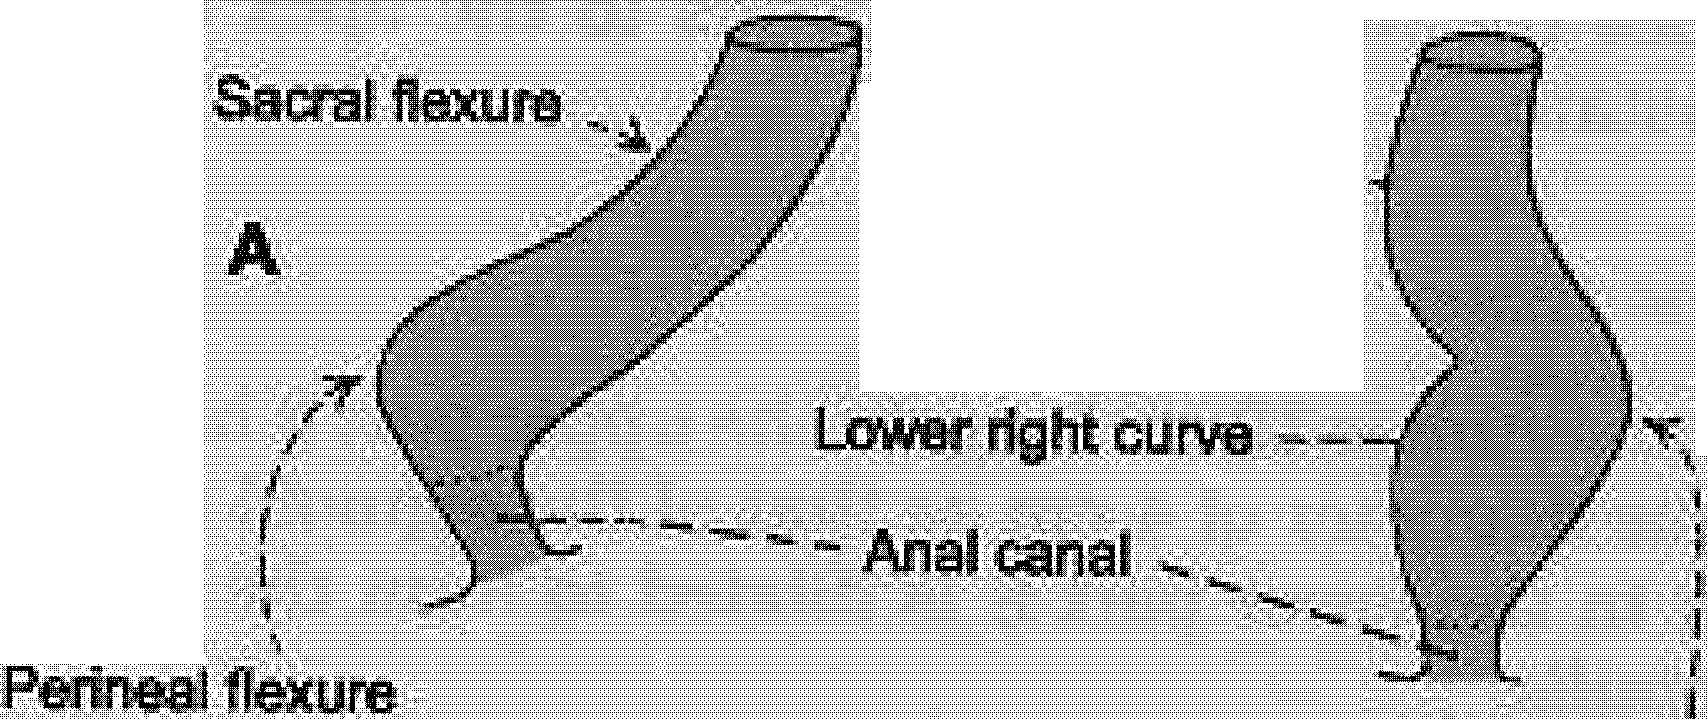 Sacral flexure
A
Lower right curve
Anal canal
Perineal flexure